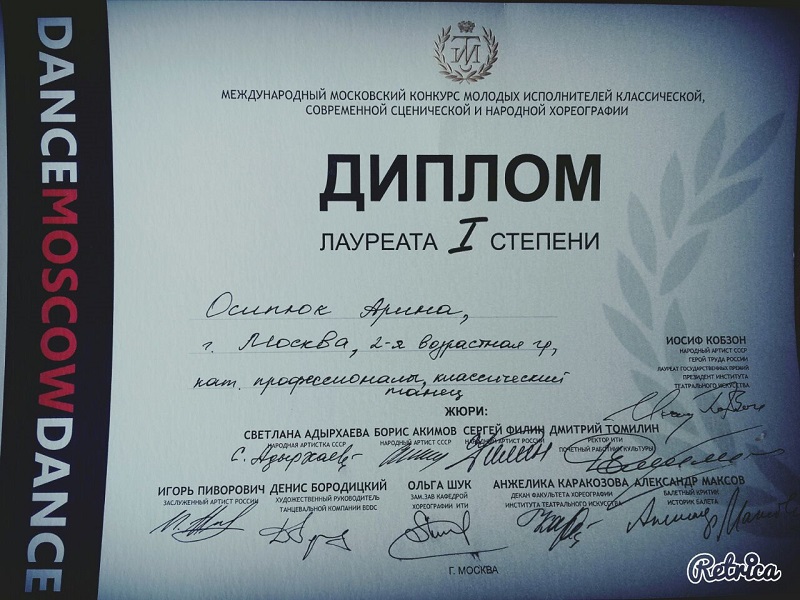 DANCEMOSCOWDANCE
МЕЖДУНАРОДНЫЙ МОСКОВСКИЙ КОНКУРС МОЛОДЫХ ИСПОЛНИТЕЛЕЙ КЛАССИЧЕСКОЙ,
СОВРЕМЕННОЙ СЦЕНИЧЕСКОЙ И НАРОДНОЙ ХОРЕОГРАФИИ
ДИПЛОМ
ЛАУРЕАТА I СТЕПЕНИ
Осипюк Арина,
г. Москва, 2-я возрастная гр,
кат. профессионалы, классический
танец
ИОСИФ КОБЗОН
НАРОДНЫЙ АРТИСТ СССР
ГЕРОЙ ТРУДА РОССИИ
ЛАУРЕАТ ГОСУДАРСТВЕННЫХ ПРЕМИЙ
ПРЕЗИДЕНТ ИНСТИТУТА
ТЕАТРАЛЬНОГО ИСКУССТВА
ЖЮРИ:
СВЕТЛАНА АДЫРХАЕВА БОРИС АКИМОВ СЕРГЕЙ ФИЛИН ДМИТРИЙ ТОМИЛИН
НАРОДНАЯ АРТИСТКА СССР НАРОДНЫЙ АРТИСТ СССР НАРОДНЫЙ АРТИСТ РОССИИ РЕКТОР ИТИ
ПОЧЕТНЫЙ РАБОТНИК КУЛЬТУРЫ
С. Адырхаева
ИГОРЬ ПИВОРОВИЧ ДЕНИС БОРОДИЦКИЙ ОЛЬГА ШУК АНЖЕЛИКА КАРАКОЗОВА АЛЕКСАНДР МАКСОВ
ЗАСЛУЖЕННЫЙ АРТИСТ РОССИИ ХУДОЖЕСТВЕННЫЙ РУКОВОДИТЕЛЬ ЗАМ.ЗАВ КАФЕДРОЙ ДЕКАН ФАКУЛЬТЕТА ХОРЕОГРАФИИ БАЛЕТНЫЙ КРИТИК
ТАНЦЕВАЛЬНОЙ КОМПАНИИ BDDC ХОРЕОГРАФИИ ИТИ ИНСТИТУТА ТЕАТРАЛЬНОГО ИСКУССТВА ИСТОРИК БАЛЕТА
Г. МОСКВА
Retrica